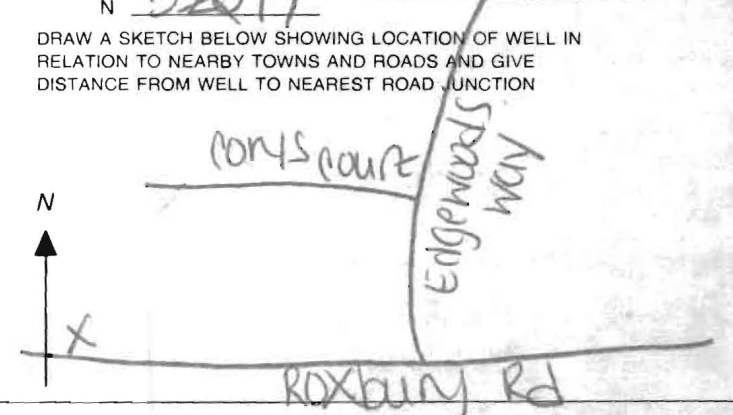 N
DRAW A SKETCH BELOW SHOWING LOCATION OF WELL IN
RELATION TO NEARBY TOWNS AND ROADS AND GIVE
DISTANCE FROM WELL TO NEAREST ROAD JUNCTION
Corys Court
Edgewoods
Way
N
X
Roxbury Rd